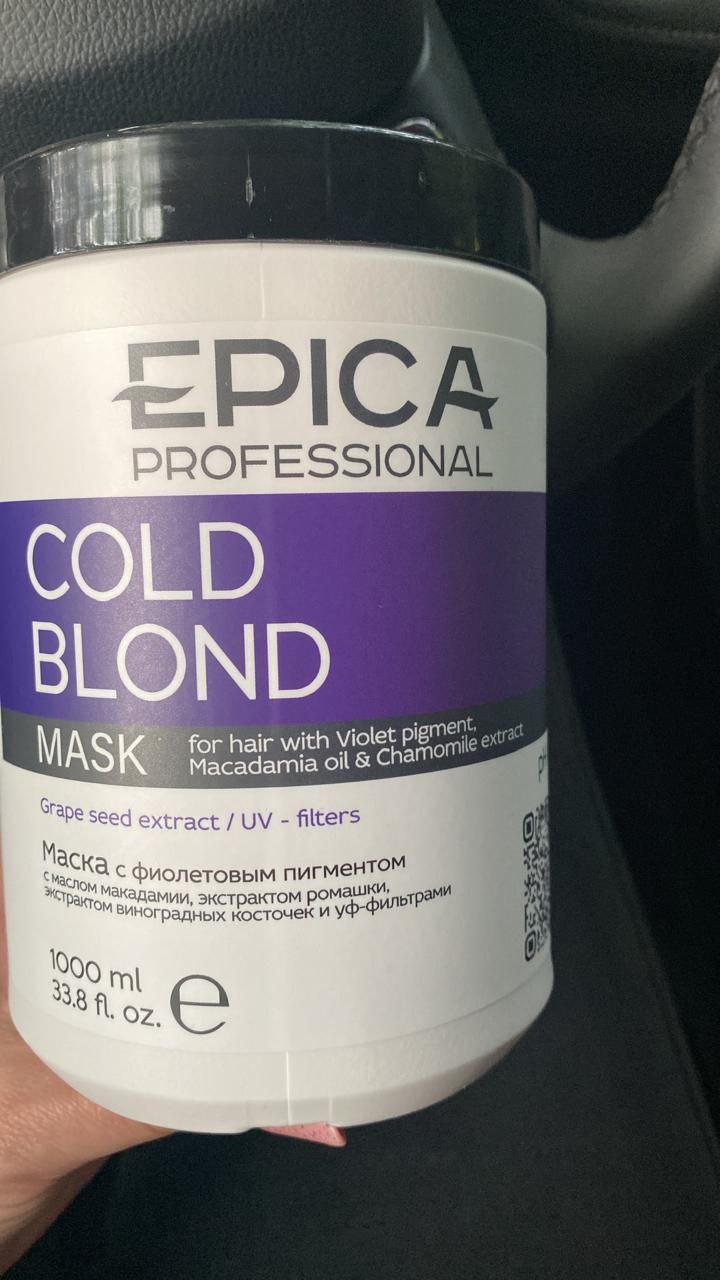 EPICA
PROFESSIONAL
COLD
BLOND
MASK
for hair with Violet pigment,
Macadamia oil & Chamomile extract
Grape seed extract / UV - filters
Маска с фиолетовым пигментом
с маслом макадамии, экстрактом ромашки,
экстрактом виноградных косточек и уф-фильтрами
1000 ml
33.8 fl. oz. e